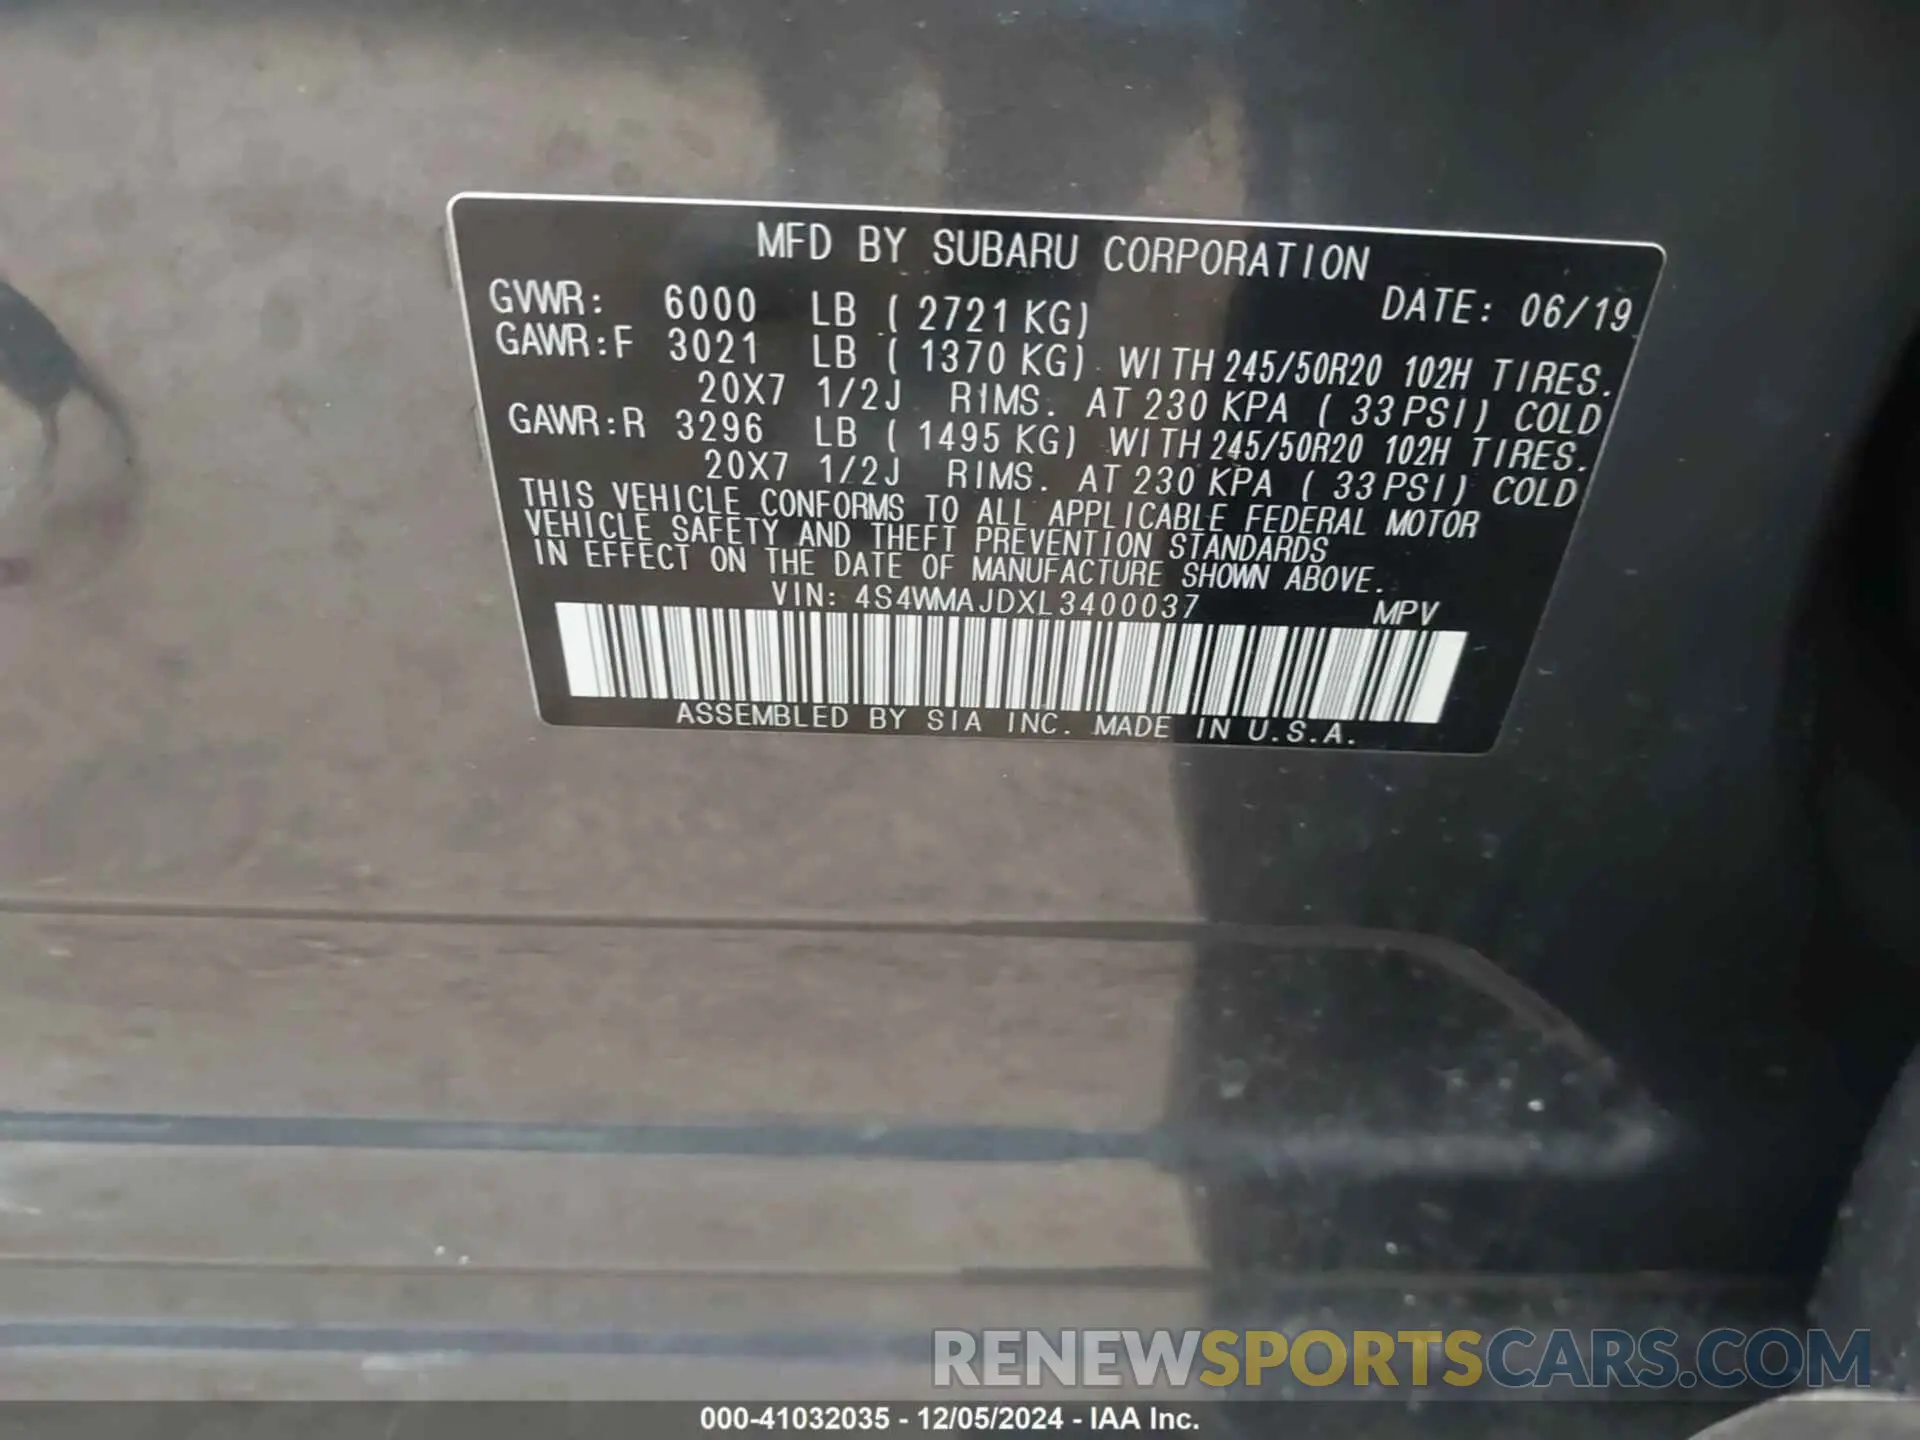 MFD BY SUBARU CORPORATION
GVWR: 6000 LB ( 2721 KG) DATE: 06/19
GAWR:F 3021 LB ( 1370 KG) WITH 245/50R20 102H TIRES.
20X7 1/2J RIMS. AT 230 KPA ( 33 PSI) COLD
GAWR:R 3296 LB ( 1495 KG) WITH 245/50R20 102H TIRES.
20X7 1/2J RIMS. AT 230 KPA ( 33 PSI) COLD
THIS VEHICLE CONFORMS TO ALL APPLICABLE FEDERAL MOTOR
VEHICLE SAFETY AND THEFT PREVENTION STANDARDS
IN EFFECT ON THE DATE OF MANUFACTURE SHOWN ABOVE.
VIN: 4S4WMAJDXL3400037 MPV
ASSEMBLED BY SIA INC. MADE IN U.S.A.
RENEWSPORTSCARS.COM
000-41032035 - 12/05/2024 - IAA Inc.